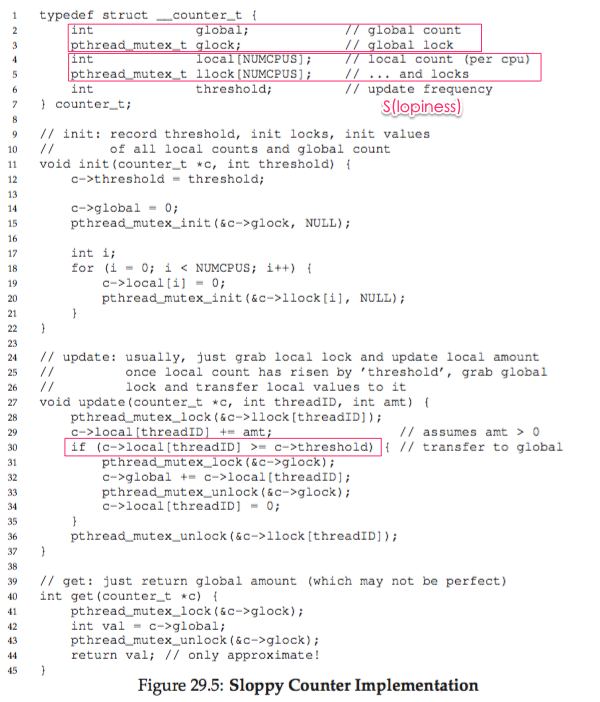 1 typedef struct __counter_t {
2 int global; // global count
3 pthread_mutex_t glock; // global lock
4 int local[NUMCPUS]; // local count (per cpu)
5 pthread_mutex_t llock[NUMCPUS]; // ... and locks
6 int threshold; // update frequency
7 } counter_t;
S(lopiness)
8
9 // init: record threshold, init locks, init values
10 // of all local counts and global count
11 void init(counter_t *c, int threshold) {
12 c->threshold = threshold;
13
14 c->global = 0;
15 pthread_mutex_init(&c->glock, NULL);
16
17 int i;
18 for (i = 0; i < NUMCPUS; i++) {
19 c->local[i] = 0;
20 pthread_mutex_init(&c->llock[i], NULL);
21 }
22 }
23
24 // update: usually, just grab local lock and update local amount
25 // once local count has risen by 'threshold', grab global
26 // lock and transfer local values to it
27 void update(counter_t *c, int threadID, int amt) {
28 pthread_mutex_lock(&c->llock[threadID]);
29 c->local[threadID] += amt; // assumes amt > 0
30 if (c->local[threadID] >= c->threshold) { // transfer to global
31 pthread_mutex_lock(&c->glock);
32 c->global += c->local[threadID];
33 pthread_mutex_unlock(&c->glock);
34 c->local[threadID] = 0;
35 }
36 pthread_mutex_unlock(&c->llock[threadID]);
37 }
38
39 // get: just return global amount (which may not be perfect)
40 int get(counter_t *c) {
41 pthread_mutex_lock(&c->glock);
42 int val = c->global;
43 pthread_mutex_unlock(&c->glock);
44 return val; // only approximate!
45 }
Figure 29.5: Sloppy Counter Implementation